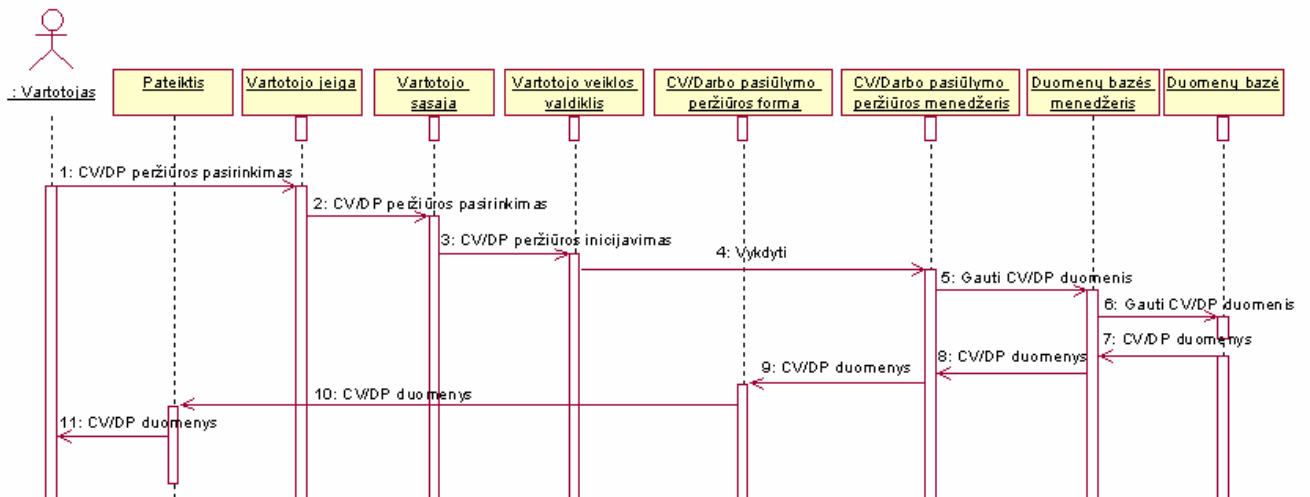 : Vartotojas
Pateiktis
Vartotojo įeiga
Vartotojo
sąsaja
Vartotojo veiklos
valdiklis
CV/Darbo pasiūlymo
peržiūros forma
CV/Darbo pasiūlymo
peržiūros menedžeris
Duomenų bazės
menedžeris
Duomenų bazė
1: CV/DP peržiūros pasirinkimas
2: CV/DP peržiūros pasirinkimas
3: CV/DP peržiūros inicijavimas
4: Vykdyti
5: Gauti CV/DP duomenis
6: Gauti CV/DP duomenis
7: CV/DP duomenys
8: CV/DP duomenys
9: CV/DP duomenys
10: CV/DP duomenys
11: CV/DP duomenys